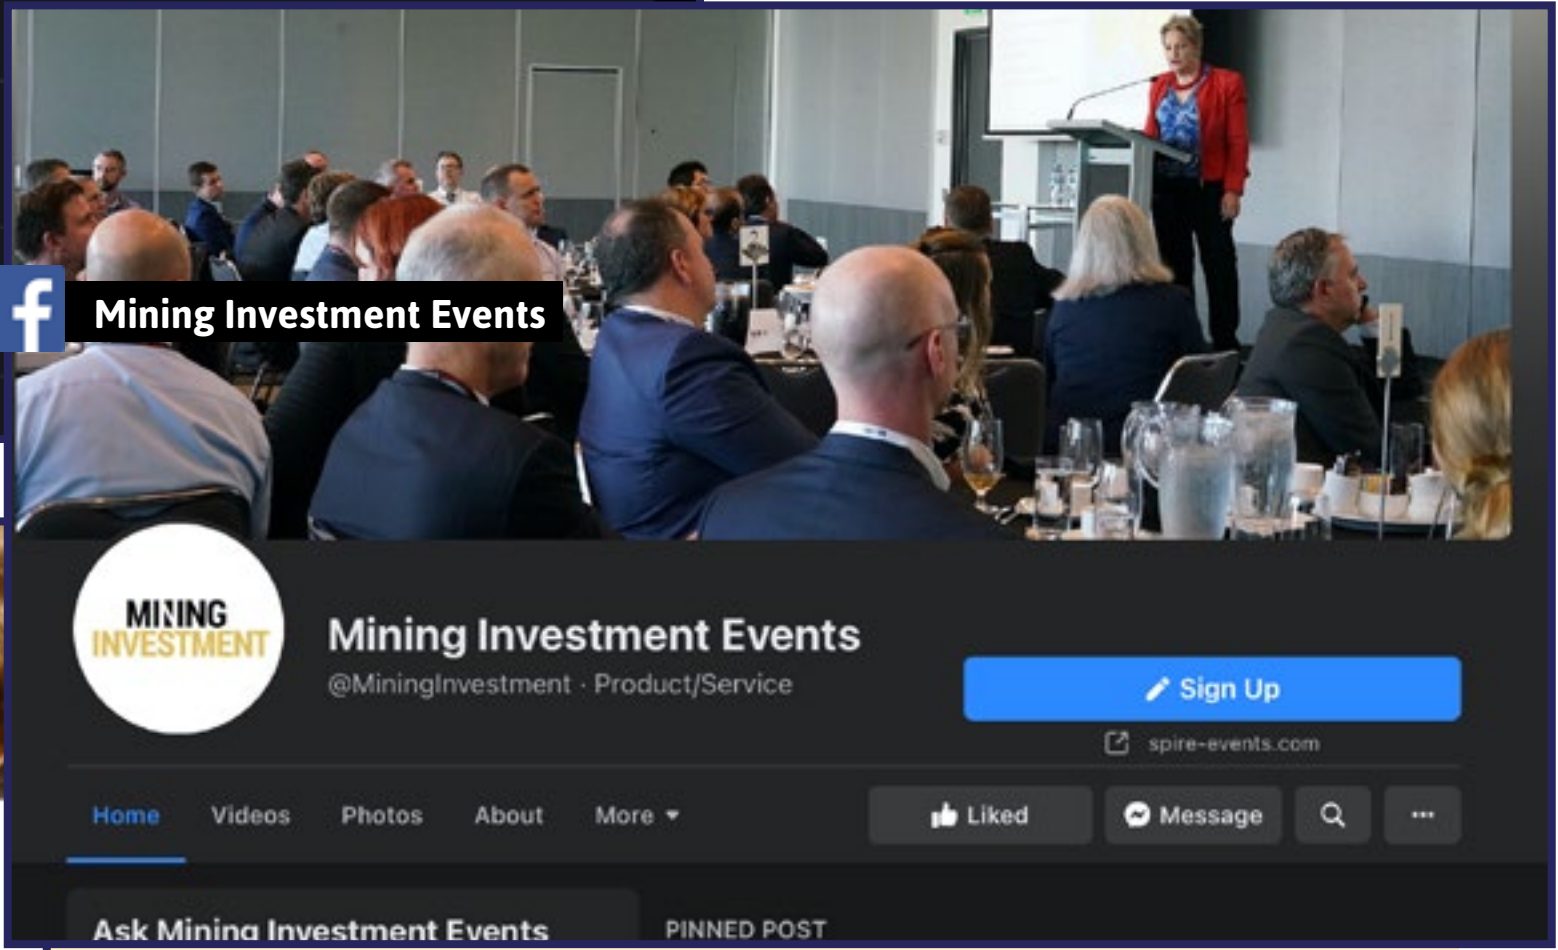 f
Mining Investment Events
MINING
INVESTMENT
Mining Investment Events
@MiningInvestment · Product/Service
Sign Up
spire-events.com
Home Videos Photos About More
Liked Message
Ask Mining Investment Events
PINNED POST